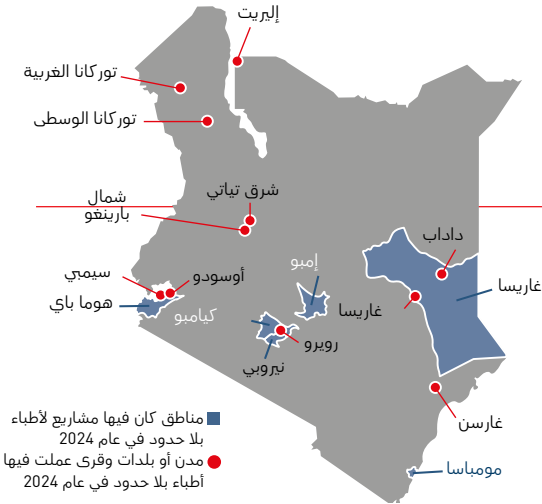 إليريت
توركانا الغربية
توركانا الوسطى
شرق تياتي
شمال
بارينغو
داداب
إمبو
سيمبي
أوسودو
غاريسا
هوما باي
كيامبو
غاريسا
رويرو
نيروبي
غارسن
مومباسا
مناطق كان فيها مشاريع لأطباء
بلا حدود في عام 2024
مدن أو بلدات وقرى عملت فيها
أطباء بلا حدود في عام 2024